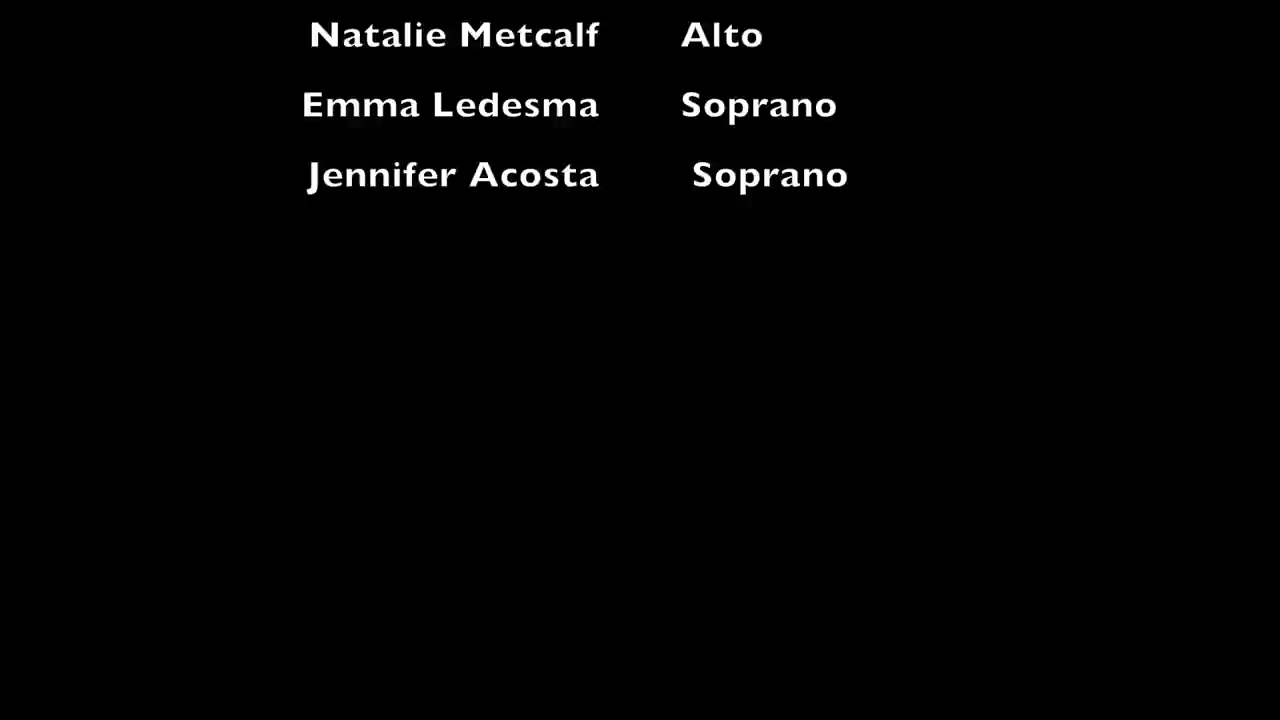 Natalie Metcalf Alto
Emma Ledesma Soprano
Jennifer Acosta Soprano